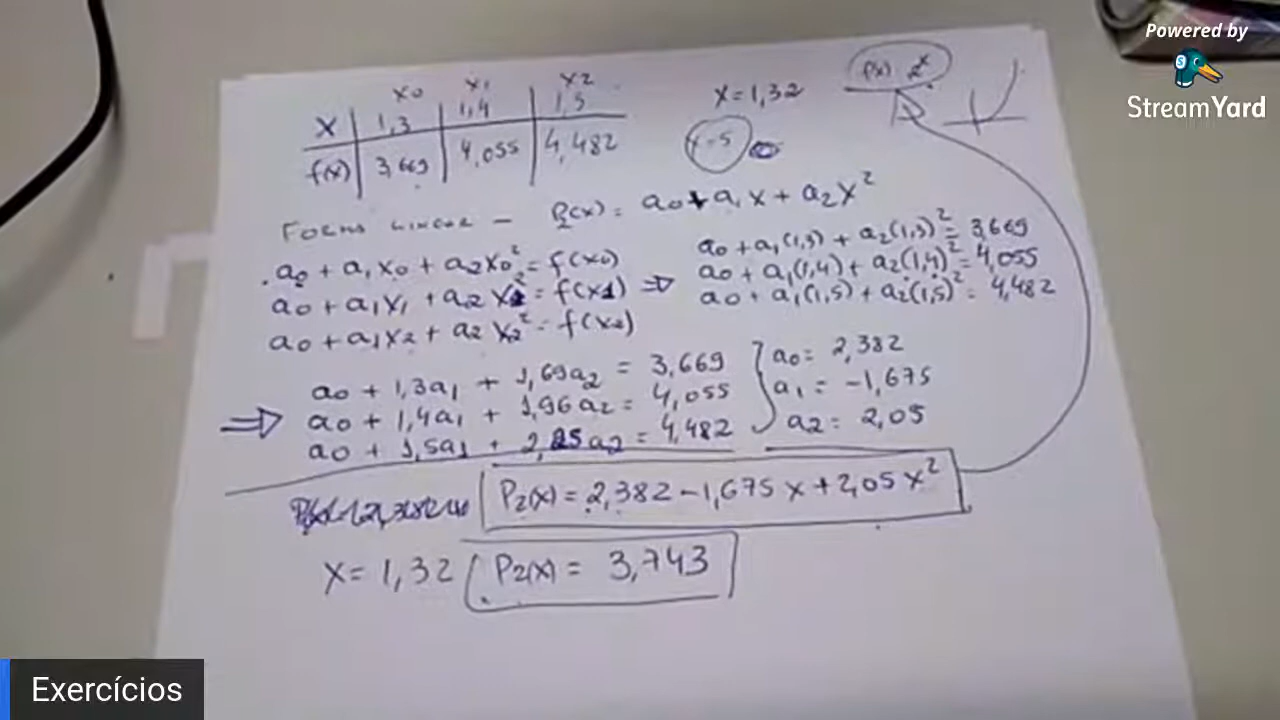 Powered by
StreamYard
x0 x1 x2
x 1,3 1,4 1,5
f(x) 3,669 4,055 4,482
x=1,32
x=5
f(x)
Forma Linear - P2(x) = a0 + a1x + a2x²
a0 + a1x0 + a2x0² = f(x0)
a0 + a1x1 + a2x1² = f(x1) ⇒
a0 + a1x2 + a2x2² = f(x2)
a0 + a1(1,3) + a2(1,3)² = 3,669
a0 + a1(1,4) + a2(1,4)² = 4,055
a0 + a1(1,5) + a2(1,5)² = 4,482
a0 + 1,3a1 + 1,69a2 = 3,669
⇒ a0 + 1,4a1 + 1,96a2 = 4,055
a0 + 1,5a1 + 2,25a2 = 4,482
a0 = 2,382
a1 = -1,675
a2 = 2,05
P2(x) = 2,382 - 1,675x + 2,05x²
x = 1,32 P2(x) = 3,743
Exercícios